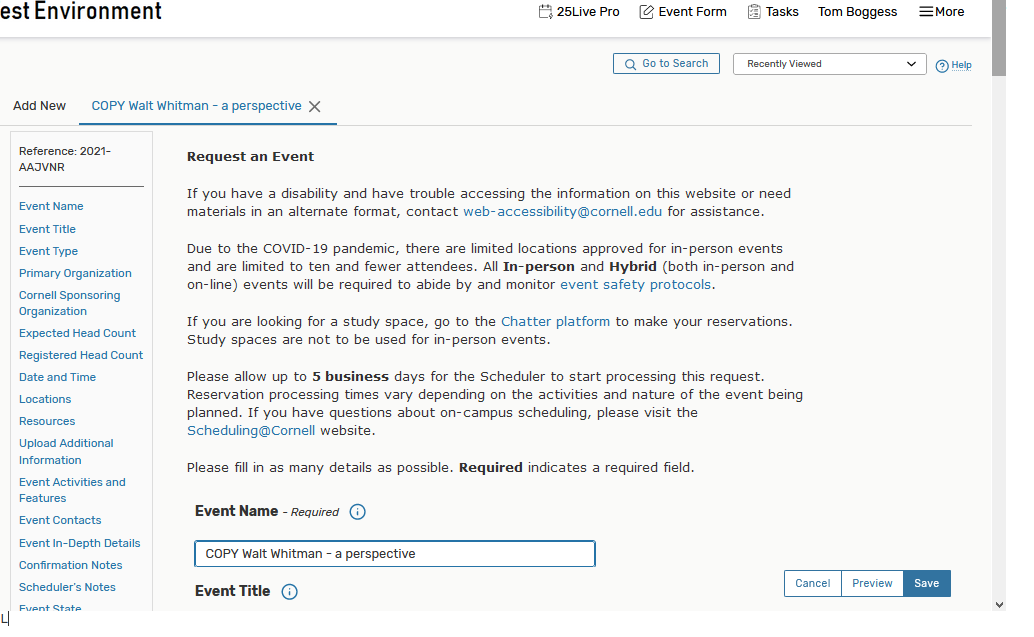 est Environment
25Live Pro
Event Form
Tasks
Tom Boggess
More
Go to Search
Recently Viewed
Help
Add New
COPY Walt Whitman - a perspective
Reference: 2021-
AAJVNR
Event Name
Event Title
Event Type
Primary Organization
Cornell Sponsoring
Organization
Expected Head Count
Registered Head Count
Date and Time
Locations
Resources
Upload Additional
Information
Event Activities and
Features
Event Contacts
Event In-Depth Details
Confirmation Notes
Scheduler's Notes
Event State
Request an Event
If you have a disability and have trouble accessing the information on this website or need
materials in an alternate format, contact web-accessibility@cornell.edu for assistance.
Due to the COVID-19 pandemic, there are limited locations approved for in-person events
and are limited to ten and fewer attendees. All In-person and Hybrid (both in-person and
on-line) events will be required to abide by and monitor event safety protocols.
If you are looking for a study space, go to the Chatter platform to make your reservations.
Study spaces are not to be used for in-person events.
Please allow up to 5 business days for the Scheduler to start processing this request.
Reservation processing times vary depending on the activities and nature of the event being
planned. If you have questions about on-campus scheduling, please visit the
Scheduling@Cornell website.
Please fill in as many details as possible. Required indicates a required field.
Event Name - Required
COPY Walt Whitman - a perspective
Event Title
Cancel
Preview
Save
L